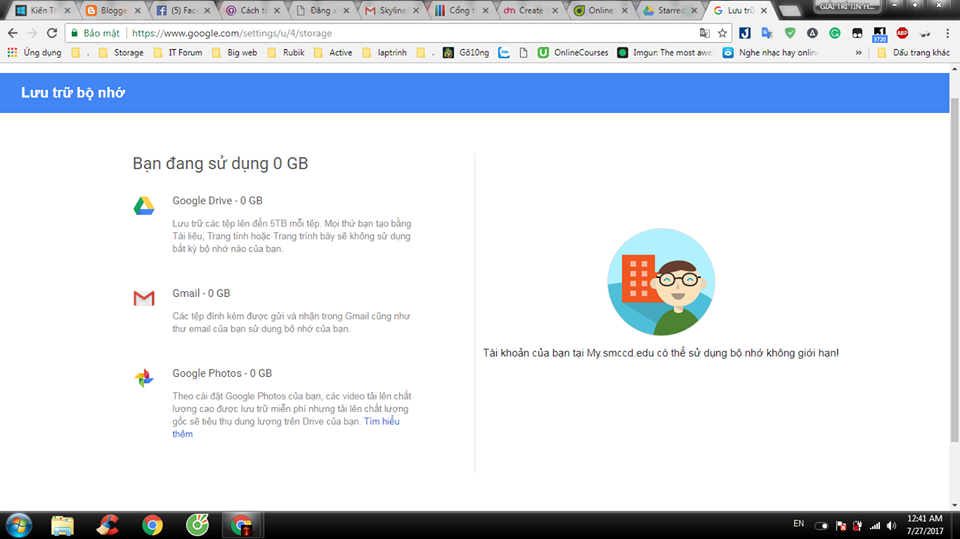 Kiến Th
Blogge
(5) Fac
Cách tạ
Đăng x
Skyline
Cổng t
Create
Online
Starred
Lưu trữ
GIẢI TRÍ TIN H...
Bảo mật
https://www.google.com/settings/u/4/storage
5720
ABP
Ứng dụng
.
Storage
IT Forum
Big web
Rubik
Active
laptrinh
.
Gõ10ng
OnlineCourses
Imgur: The most awe
Nghe nhạc hay onlin
»
Dấu trang khác
Lưu trữ bộ nhớ
Bạn đang sử dụng 0 GB
Google Drive - 0 GB
Lưu trữ các tệp lên đến 5TB mỗi tệp. Mọi thứ bạn tạo bằng
Tài liệu, Trang tính hoặc Trang trình bày sẽ không sử dụng
bất kỳ bộ nhớ nào của bạn.
Gmail - 0 GB
Các tệp đính kèm được gửi và nhận trong Gmail cũng như
thư email của bạn sử dụng bộ nhớ của bạn.
Google Photos - 0 GB
Theo cài đặt Google Photos của bạn, các video tải lên chất
lượng cao được lưu trữ miễn phí nhưng tải lên chất lượng
gốc sẽ tiêu thụ dung lượng trên Drive của bạn. Tìm hiểu
thêm
Tài khoản của bạn tại My.smccd.edu có thể sử dụng bộ nhớ không giới hạn!
EN
12:41 AM
7/27/2017